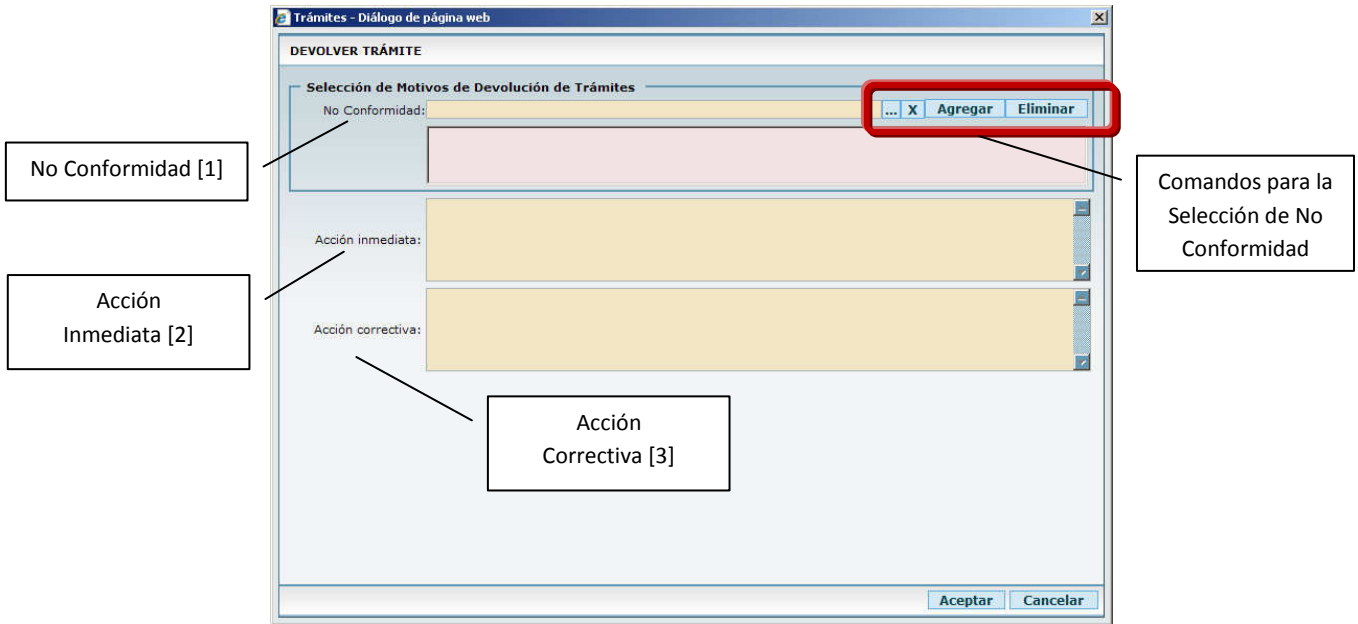 Trámites - Diálogo de página web
DEVOLVER TRÁMITE
Selección de Motivos de Devolución de Trámites
No Conformidad:
... X Agregar Eliminar
No Conformidad [1]
Comandos para la
Selección de No
Conformidad
Acción inmediata:
Acción
Inmediata [2]
Acción correctiva:
Acción
Correctiva [3]
Aceptar Cancelar